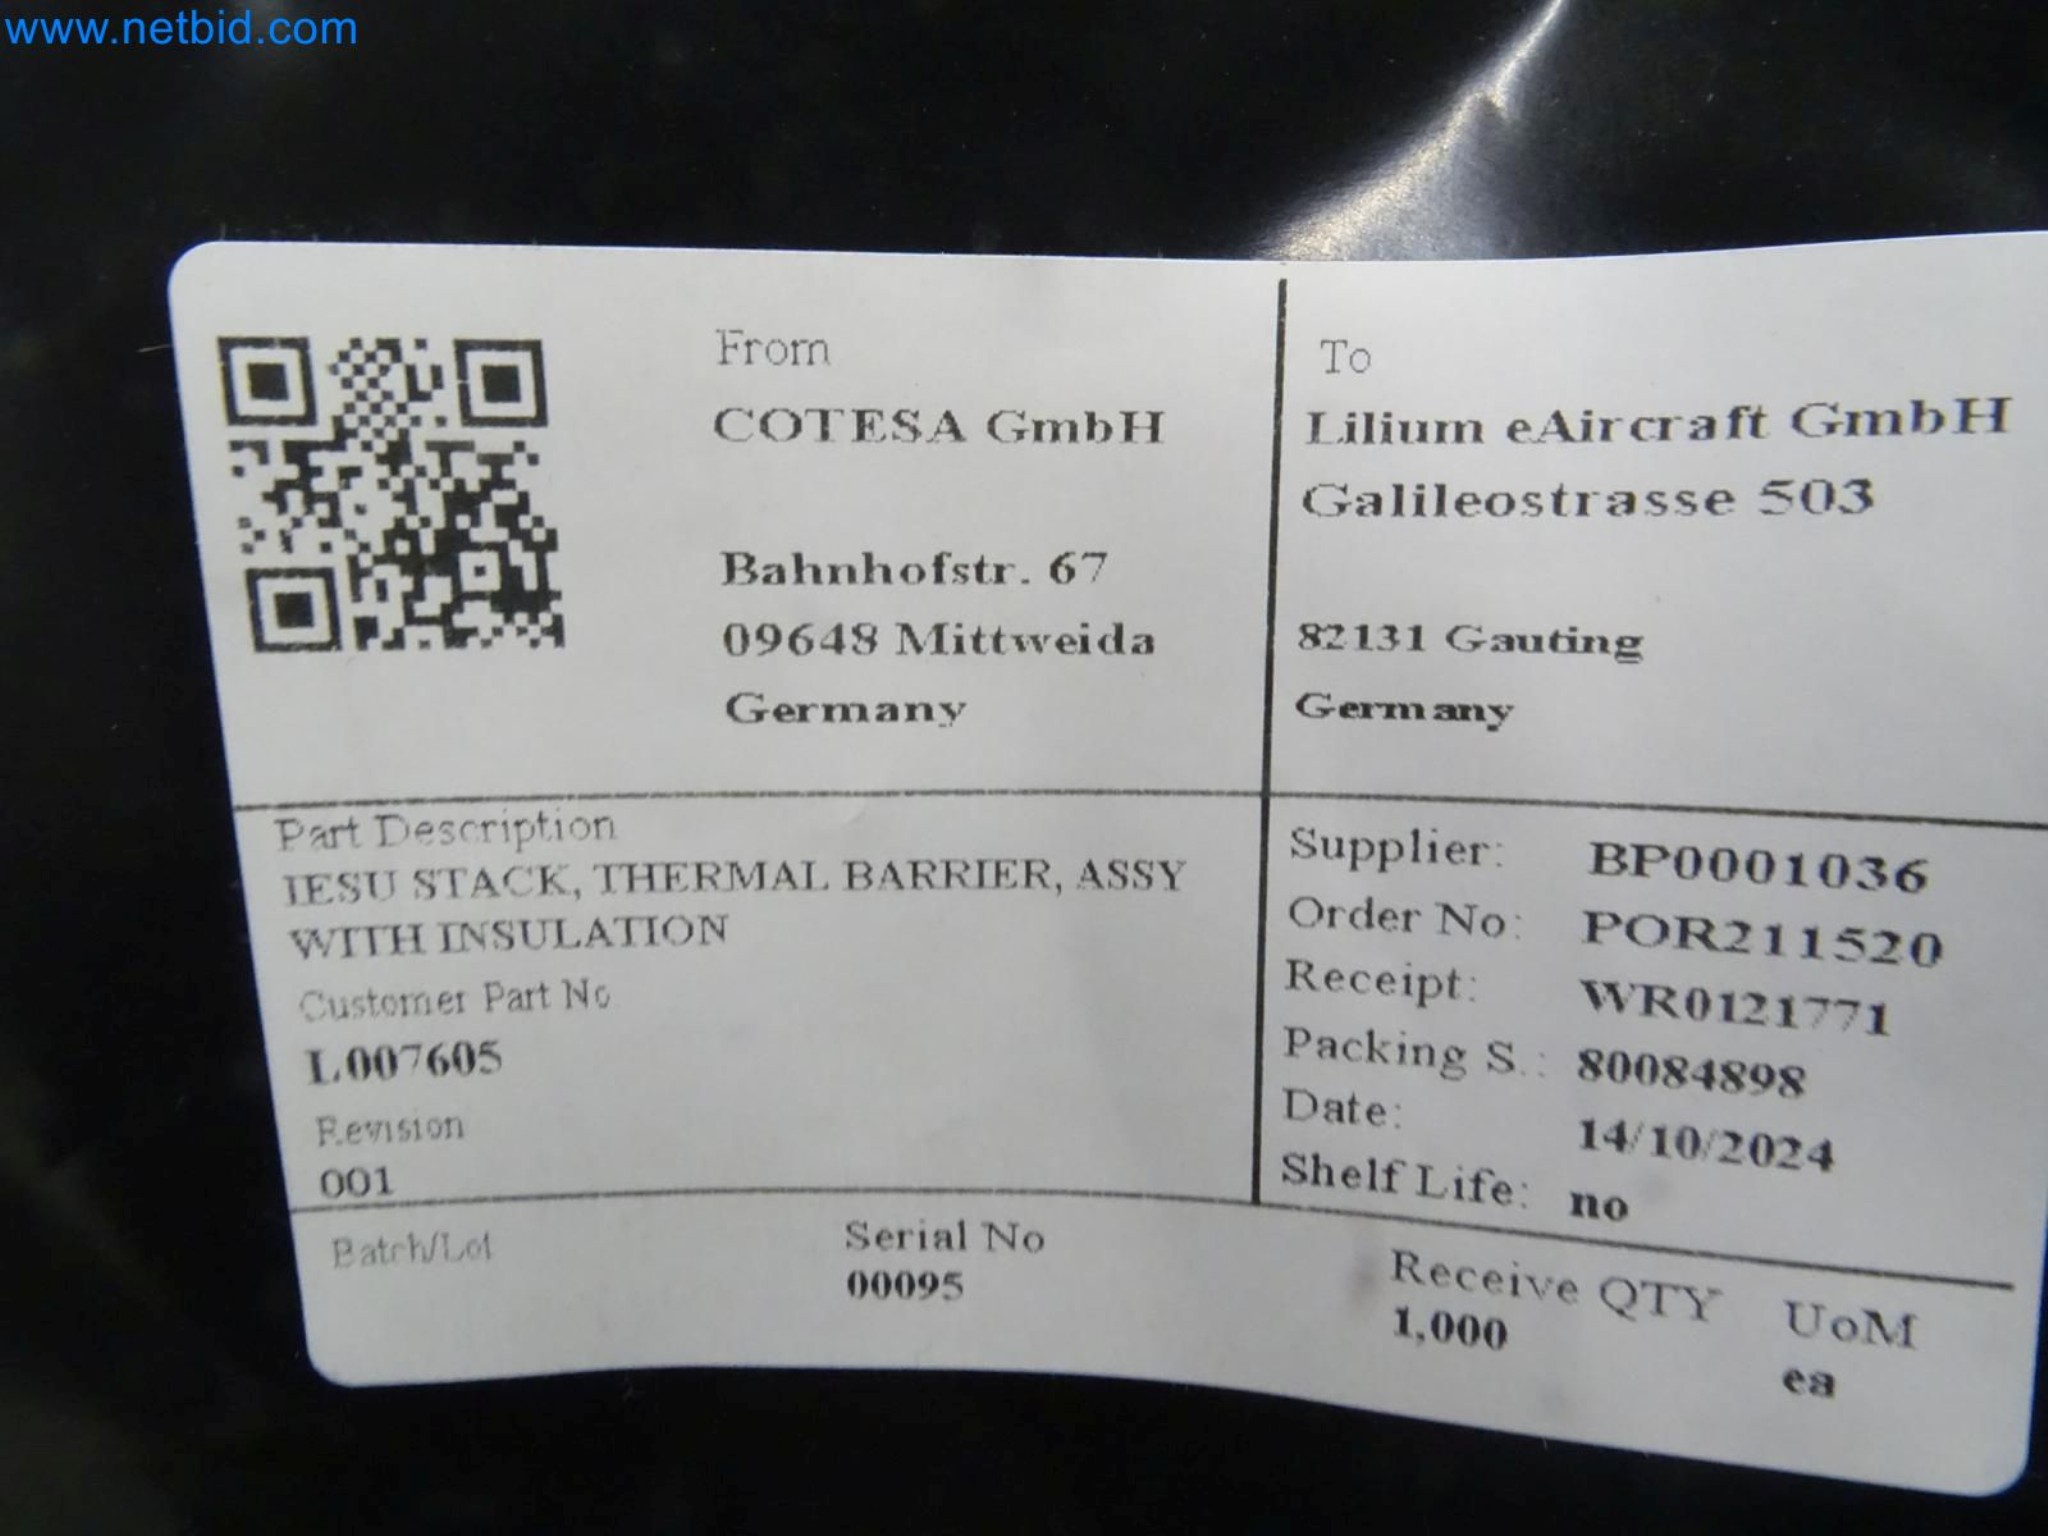 www.netbid.com
From
COTESA GmbH
Bahnhofstr. 67
09648 Mittweida
Germany
To
Lilium eAircraft GmbH
Galileostrasse 503
82131 Gauting
Germany
Part Description
IESU STACK, THERMAL BARRIER, ASSY
WITH INSULATION
Customer Part No
L007605
Revision
001
Supplier: BP0001036
Order No: POR211520
Receipt: WR0121771
Packing S.: 80084898
Date: 14/10/2024
Shelf Life: no
Batch/Lot
Serial No
00095
Receive QTY
1,000
UoM
ea